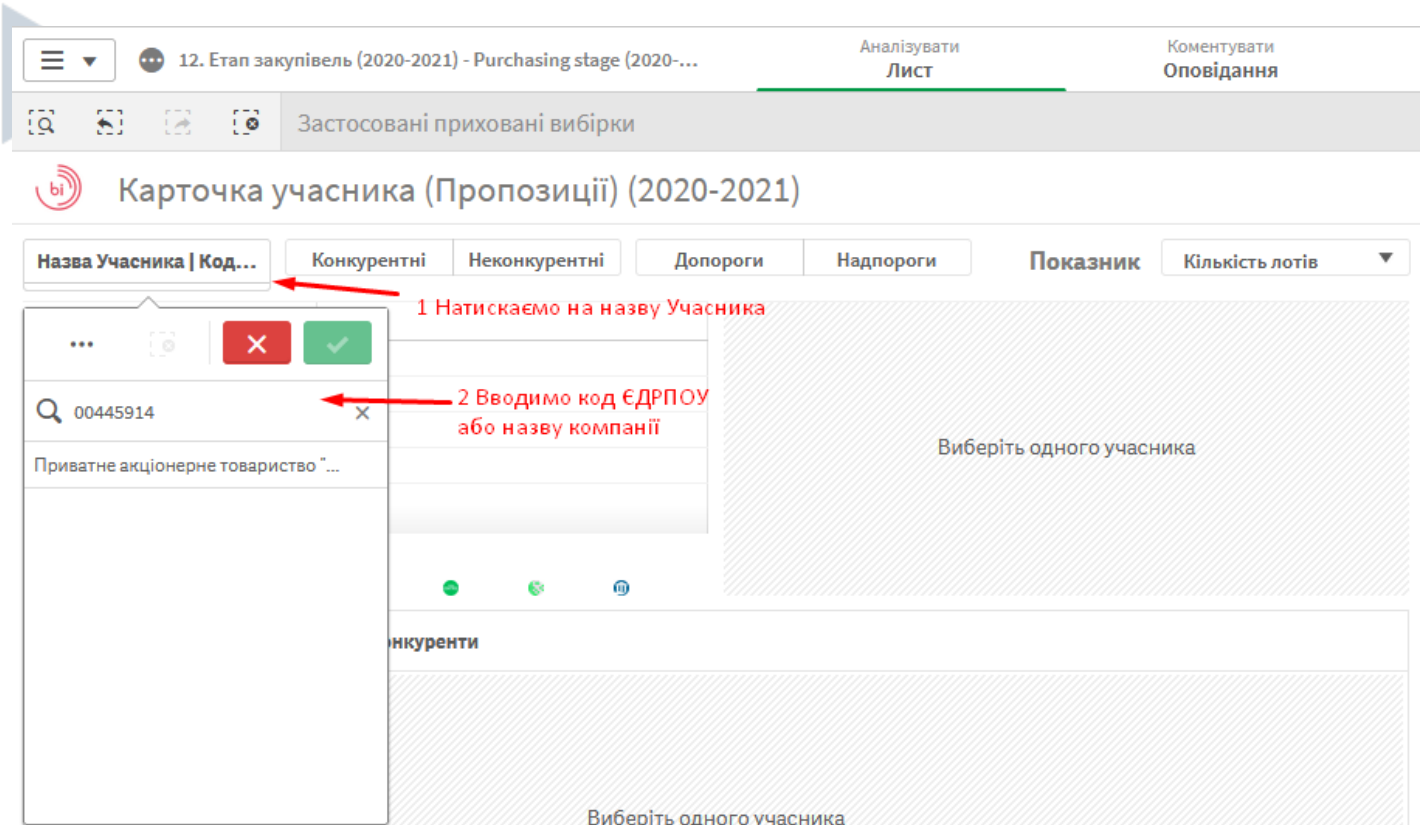 12. Етап закупівель (2020-2021) - Purchasing stage (2020-...
Аналізувати
Лист
Коментувати
Оповідання
Застосовані приховані вибірки
bi
Карточка учасника (Пропозиції) (2020-2021)
Назва Учасника | Код...
Конкурентні
Неконкурентні
Допороги
Надпороги
Показник
Кількість лотів
1 Натискаємо на назву Учасника
2 Вводимо код ЄДРПОУ
або назву компанії
00445914
Приватне акціонерне товариство "...
Виберіть одного учасника
нкуренти
Виберіть одного учасника